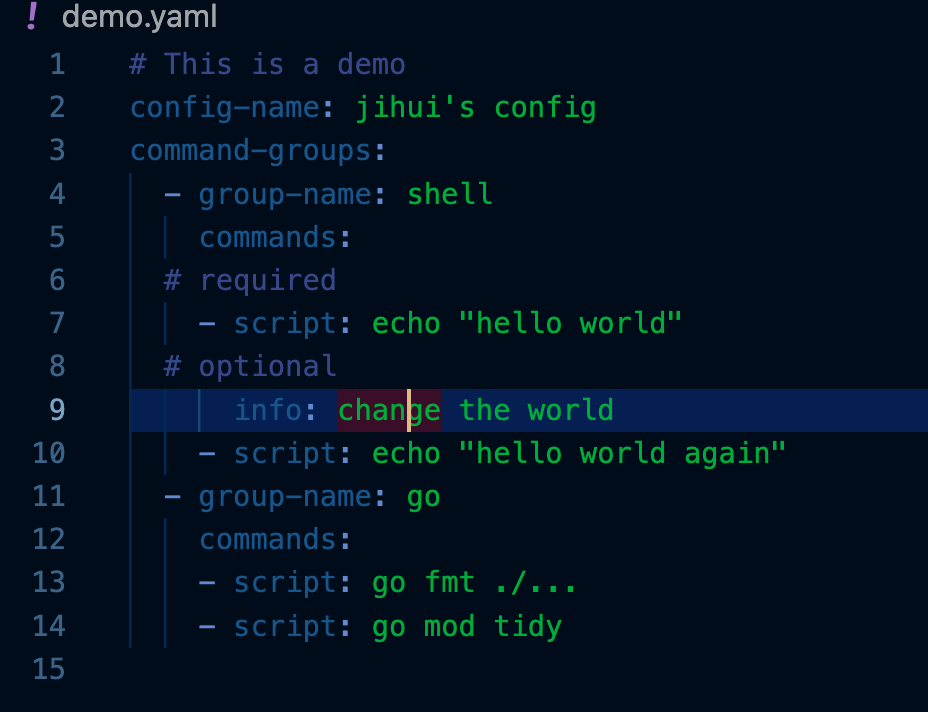 ! demo.yaml
1 # This is a demo
2 config-name: jihui's config
3 command-groups:
4   - group-name: shell
5     commands:
6   # required
7     - script: echo "hello world"
8   # optional
9       info: change the world
10     - script: echo "hello world again"
11   - group-name: go
12     commands:
13     - script: go fmt ./...
14     - script: go mod tidy
15